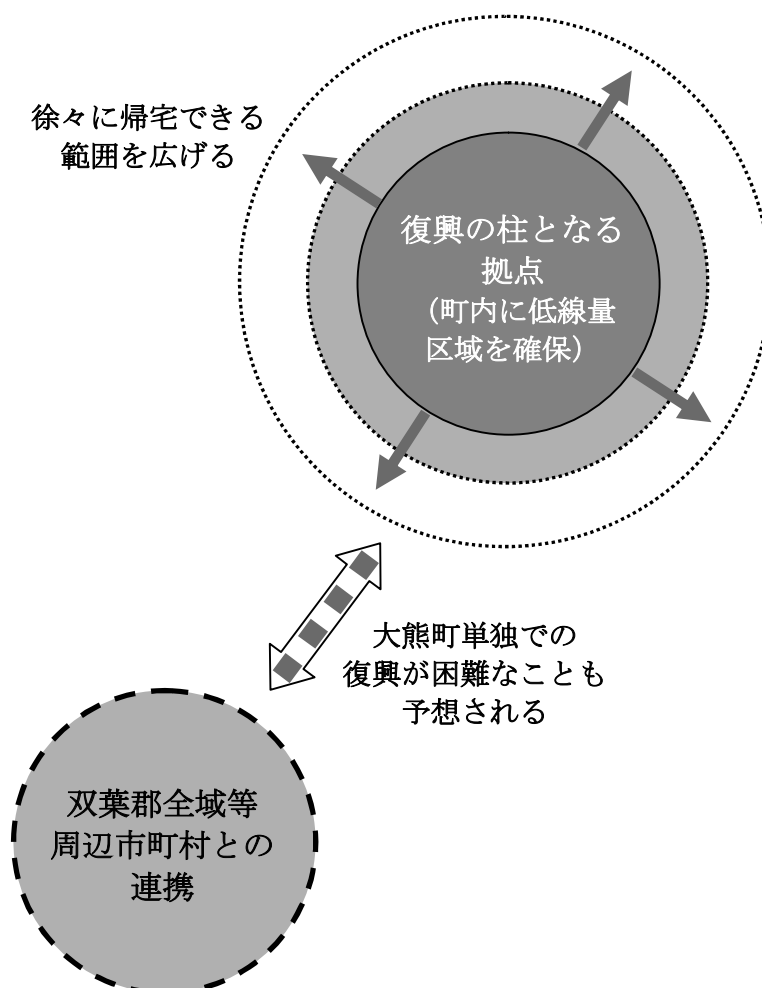 徐々に帰宅できる
範囲を広げる
復興の柱となる
拠点
（町内に低線量
区域を確保）
大熊町単独での
復興が困難なことも
予想される
双葉郡全域等
周辺市町村との
連携